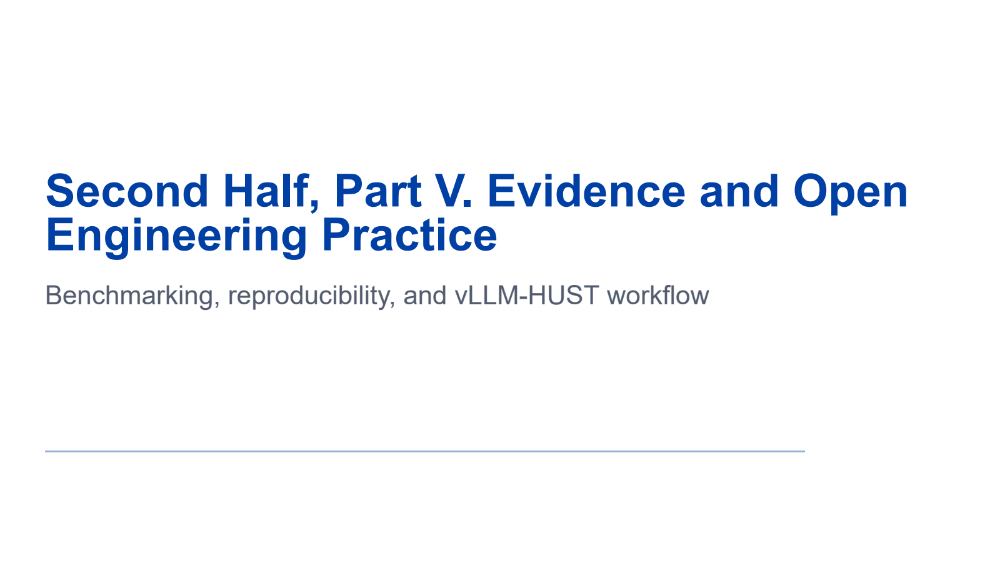 Second Half, Part V. Evidence and Open
Engineering Practice
Benchmarking, reproducibility, and vLLM-HUST workflow